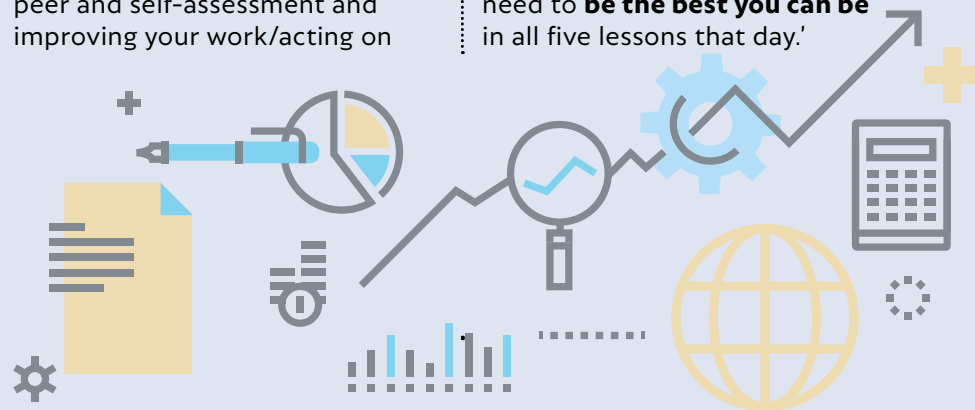 peer and self-assessment and
improving your work/acting on
need to be the best you can be
in all five lessons that day.’